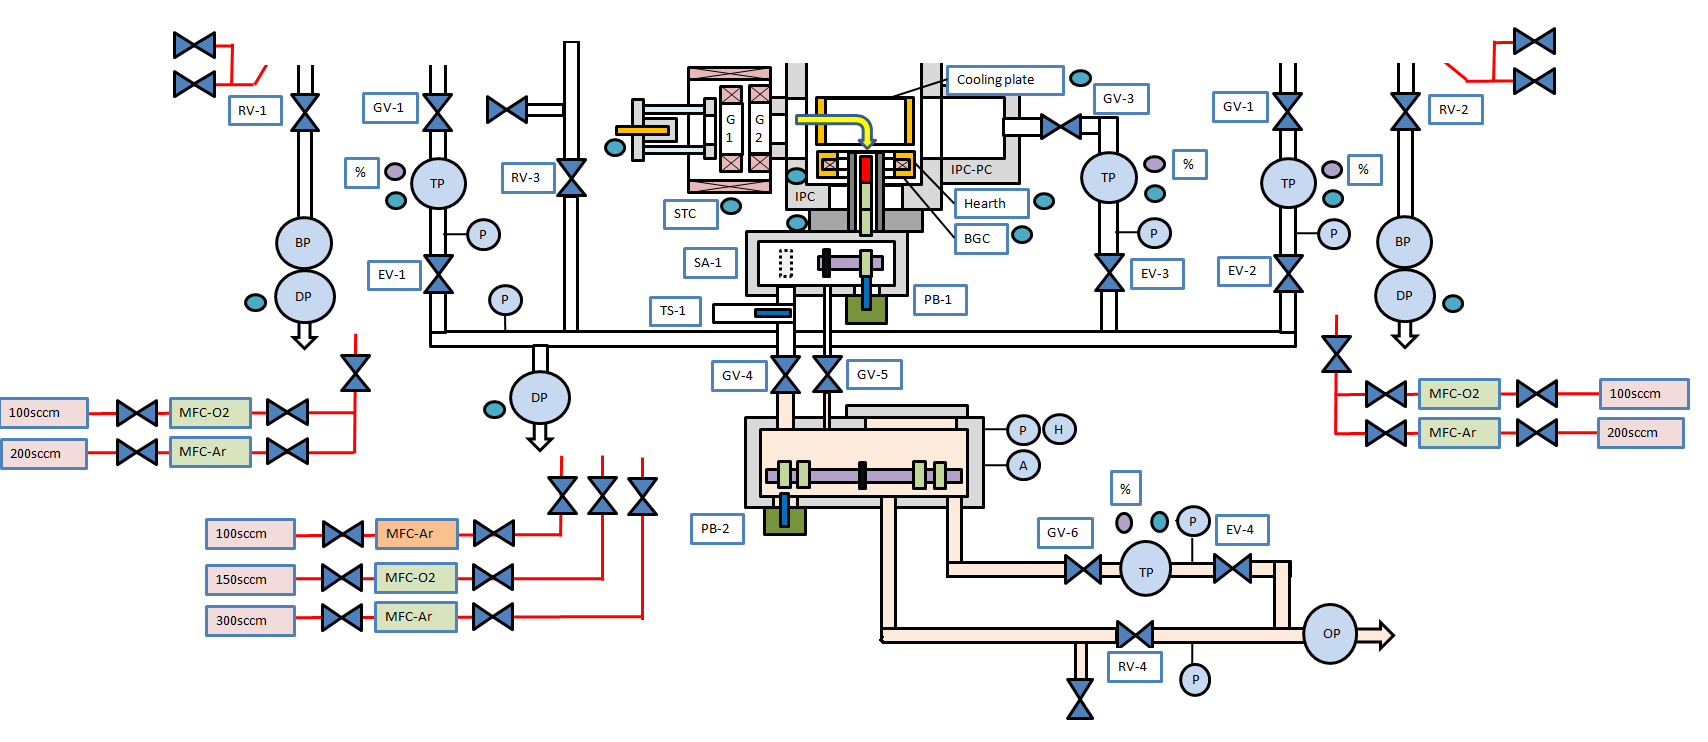 Cooling plate
RV-1
GV-1
G
1
G
2
GV-3
GV-1
RV-2
%
TP
RV-3
IPC
IPC-PC
TP
%
TP
%
STC
Hearth
BP
P
SA-1
BGC
P
P
BP
EV-1
EV-3
EV-2
DP
P
TS-1
PB-1
DP
GV-4
GV-5
100sccm
MFC-O2
DP
MFC-O2
100sccm
200sccm
MFC-Ar
P
H
MFC-Ar
200sccm
A
%
100sccm
MFC-Ar
PB-2
GV-6
P
EV-4
150sccm
MFC-O2
TP
300sccm
MFC-Ar
OP
RV-4
P